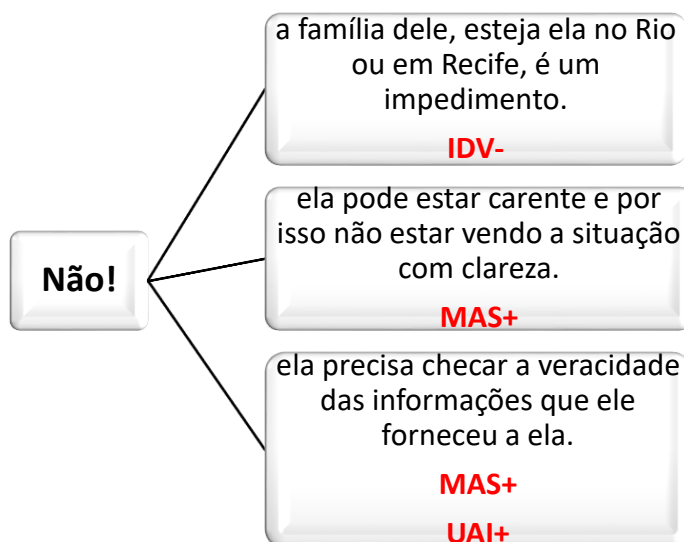 Não!
a família dele, esteja ela no Rio
ou em Recife, é um
impedimento.
IDV-
ela pode estar carente e por
isso não estar vendo a situação
com clareza.
MAS+
ela precisa checar a veracidade
das informações que ele
forneceu a ela.
MAS+
UAI+